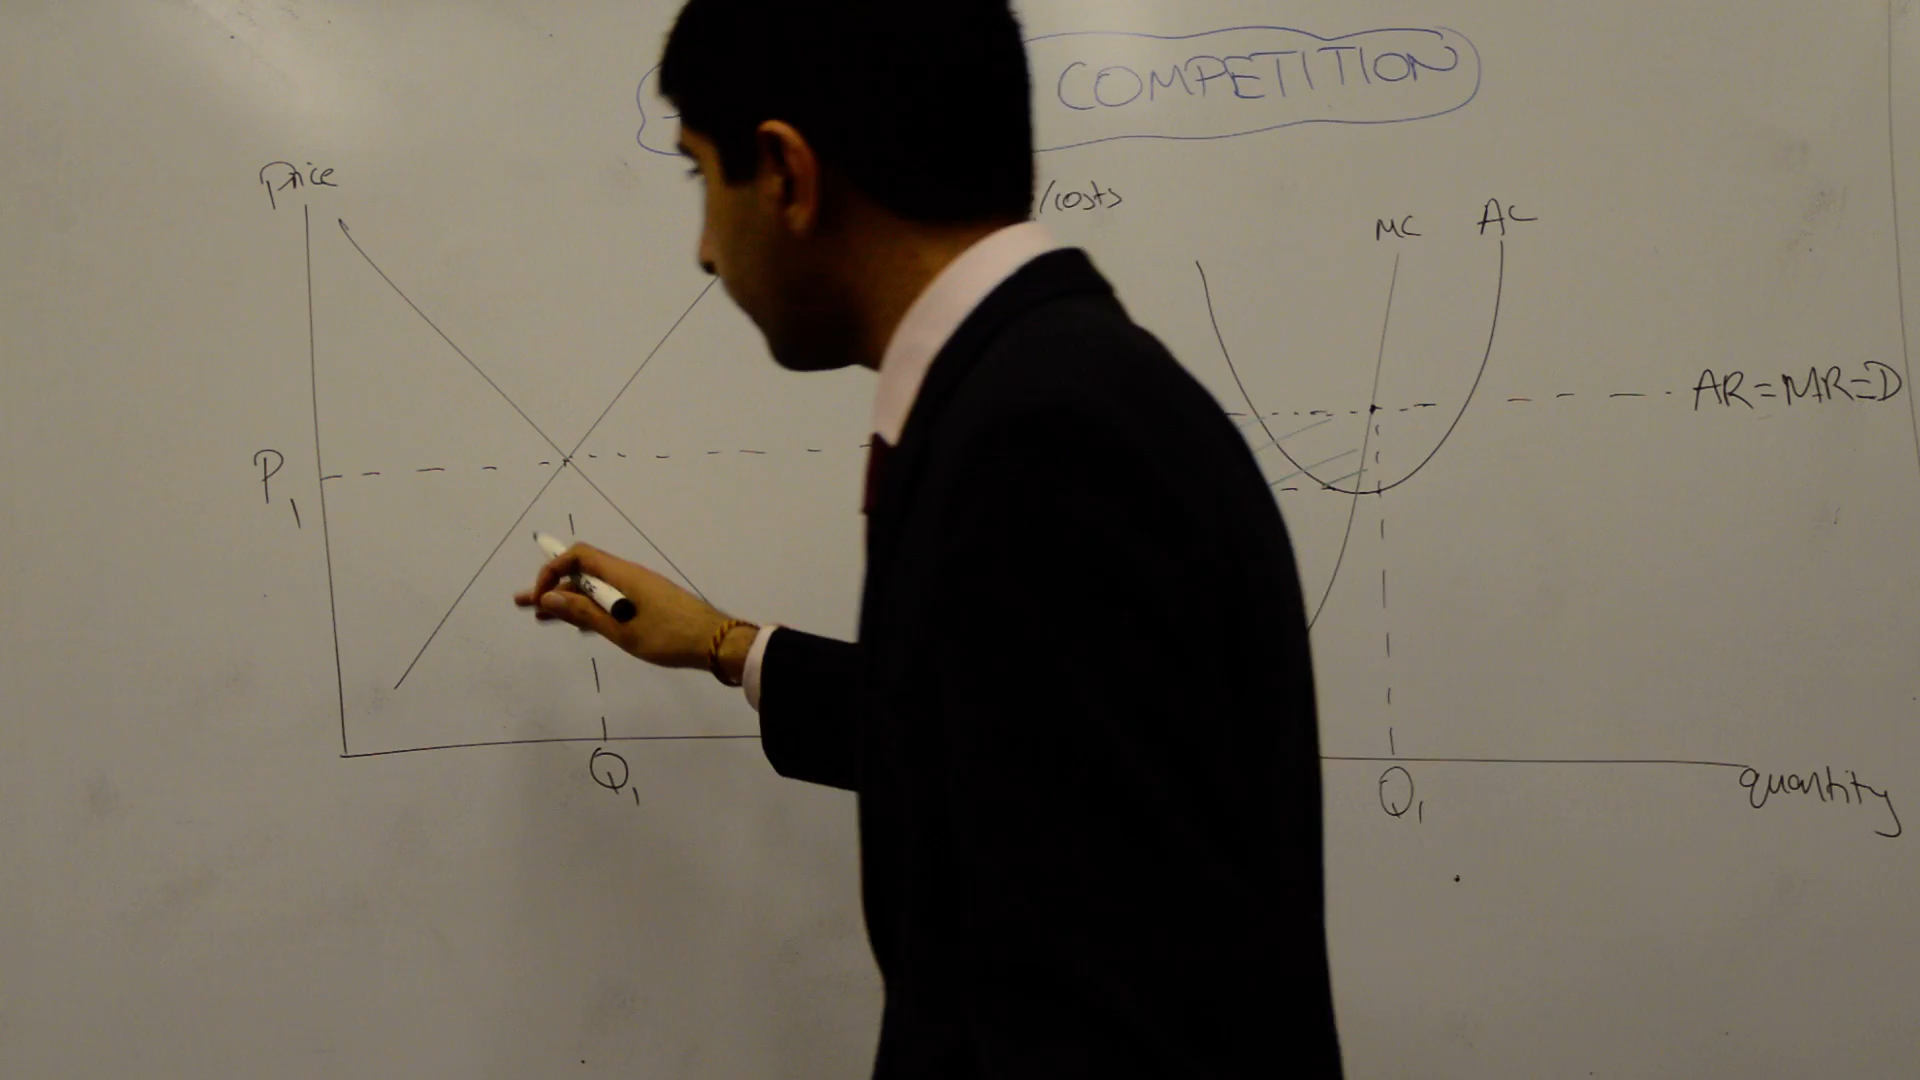 COMPETITION
Price
/costs
MC
AC
AR=MR=D
P1
Q1
Q1
quantity